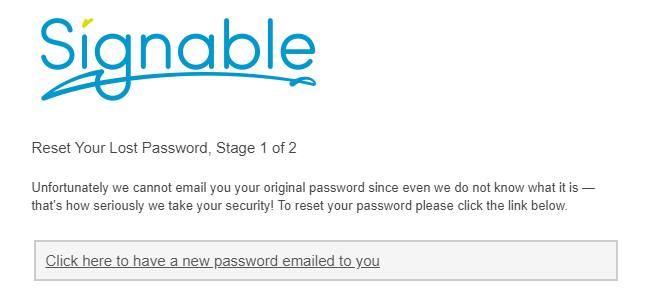 Signable
Reset Your Lost Password, Stage 1 of 2
Unfortunately we cannot email you your original password since even we do not know what it is —
that's how seriously we take your security! To reset your password please click the link below.
Click here to have a new password emailed to you